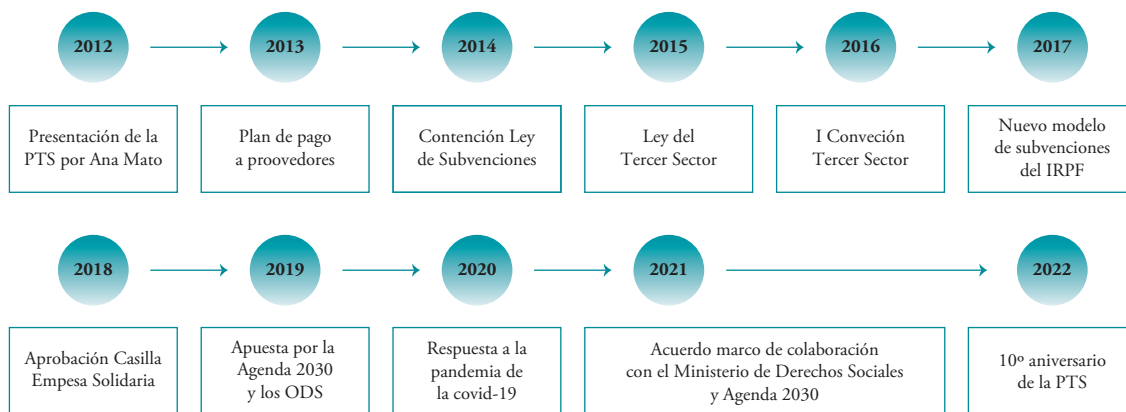 2012
2013
2014
2015
2016
2017
Presentación de la
PTS por Ana Mato
Plan de pago
a proovedores
Contención Ley
de Subvenciones
Ley del
Tercer Sector
I Conveción
Tercer Sector
Nuevo modelo
de subvenciones
del IRPF
2018
2019
2020
2021
2022
Aprobación Casilla
Empesa Solidaria
Apuesta por la
Agenda 2030
y los ODS
Respuesta a la
pandemia de
la covid-19
Acuerdo marco de colaboración
con el Ministerio de Derechos Sociales
y Agenda 2030
10º aniversario
de la PTS